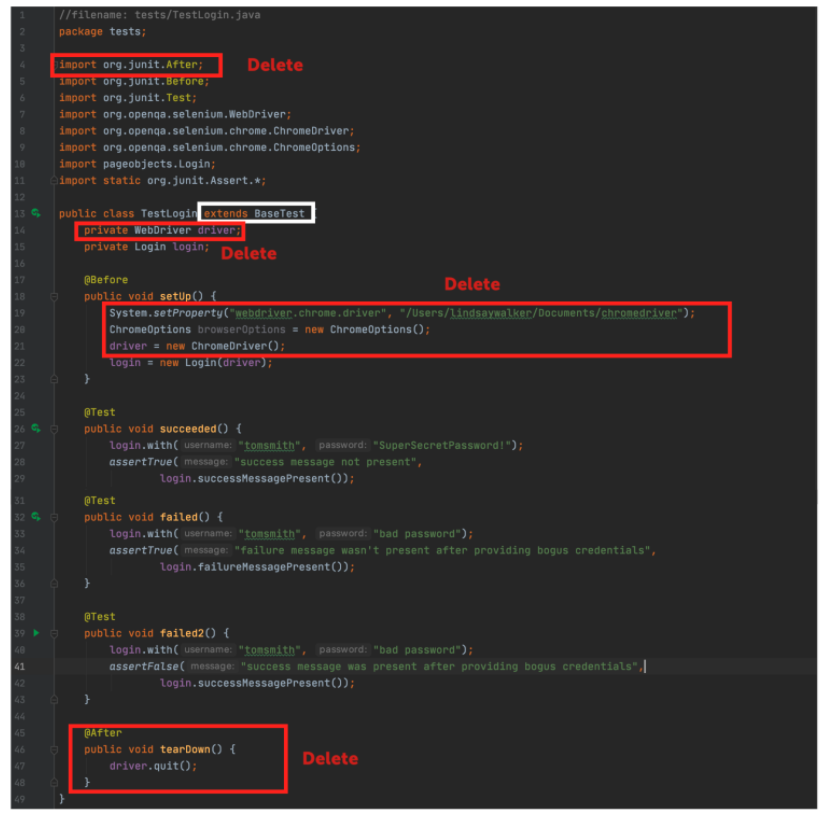 1 //filename: tests/TestLogin.java
2 package tests;
3
4 import org.junit.After; Delete
5 import org.junit.Before;
6 import org.junit.Test;
7 import org.openqa.selenium.WebDriver;
8 import org.openqa.selenium.chrome.ChromeDriver;
9 import org.openqa.selenium.chrome.ChromeOptions;
10 import pageobjects.Login;
11 import static org.junit.Assert.*;
12
13 public class TestLogin extends BaseTest {
14 private WebDriver driver;
15 private Login login; Delete
16
17 @Before Delete
18 public void setUp() {
19 System.setProperty("webdriver.chrome.driver", "/Users/lindsaywalker/Documents/chromedriver");
20 ChromeOptions browserOptions = new ChromeOptions();
21 driver = new ChromeDriver();
22 login = new Login(driver);
23 }
24
25 @Test
26 public void succeeded() {
27 login.with( username: "tomsmith", password: "SuperSecretPassword!");
28 assertTrue( message: "success message not present",
29 login.successMessagePresent());
31 @Test
32 public void failed() {
33 login.with( username: "tomsmith", password: "bad password");
34 assertTrue( message: "failure message wasn't present after providing bogus credentials",
35 login.failureMessagePresent());
36 }
37
38 @Test
39 public void failed2() {
40 login.with( username: "tomsmith", password: "bad password");
41 assertFalse( message: "success message was present after providing bogus credentials",
42 login.successMessagePresent());
43 }
44
45 @After
46 public void tearDown() {
47 driver.quit(); Delete
48 }
49 }